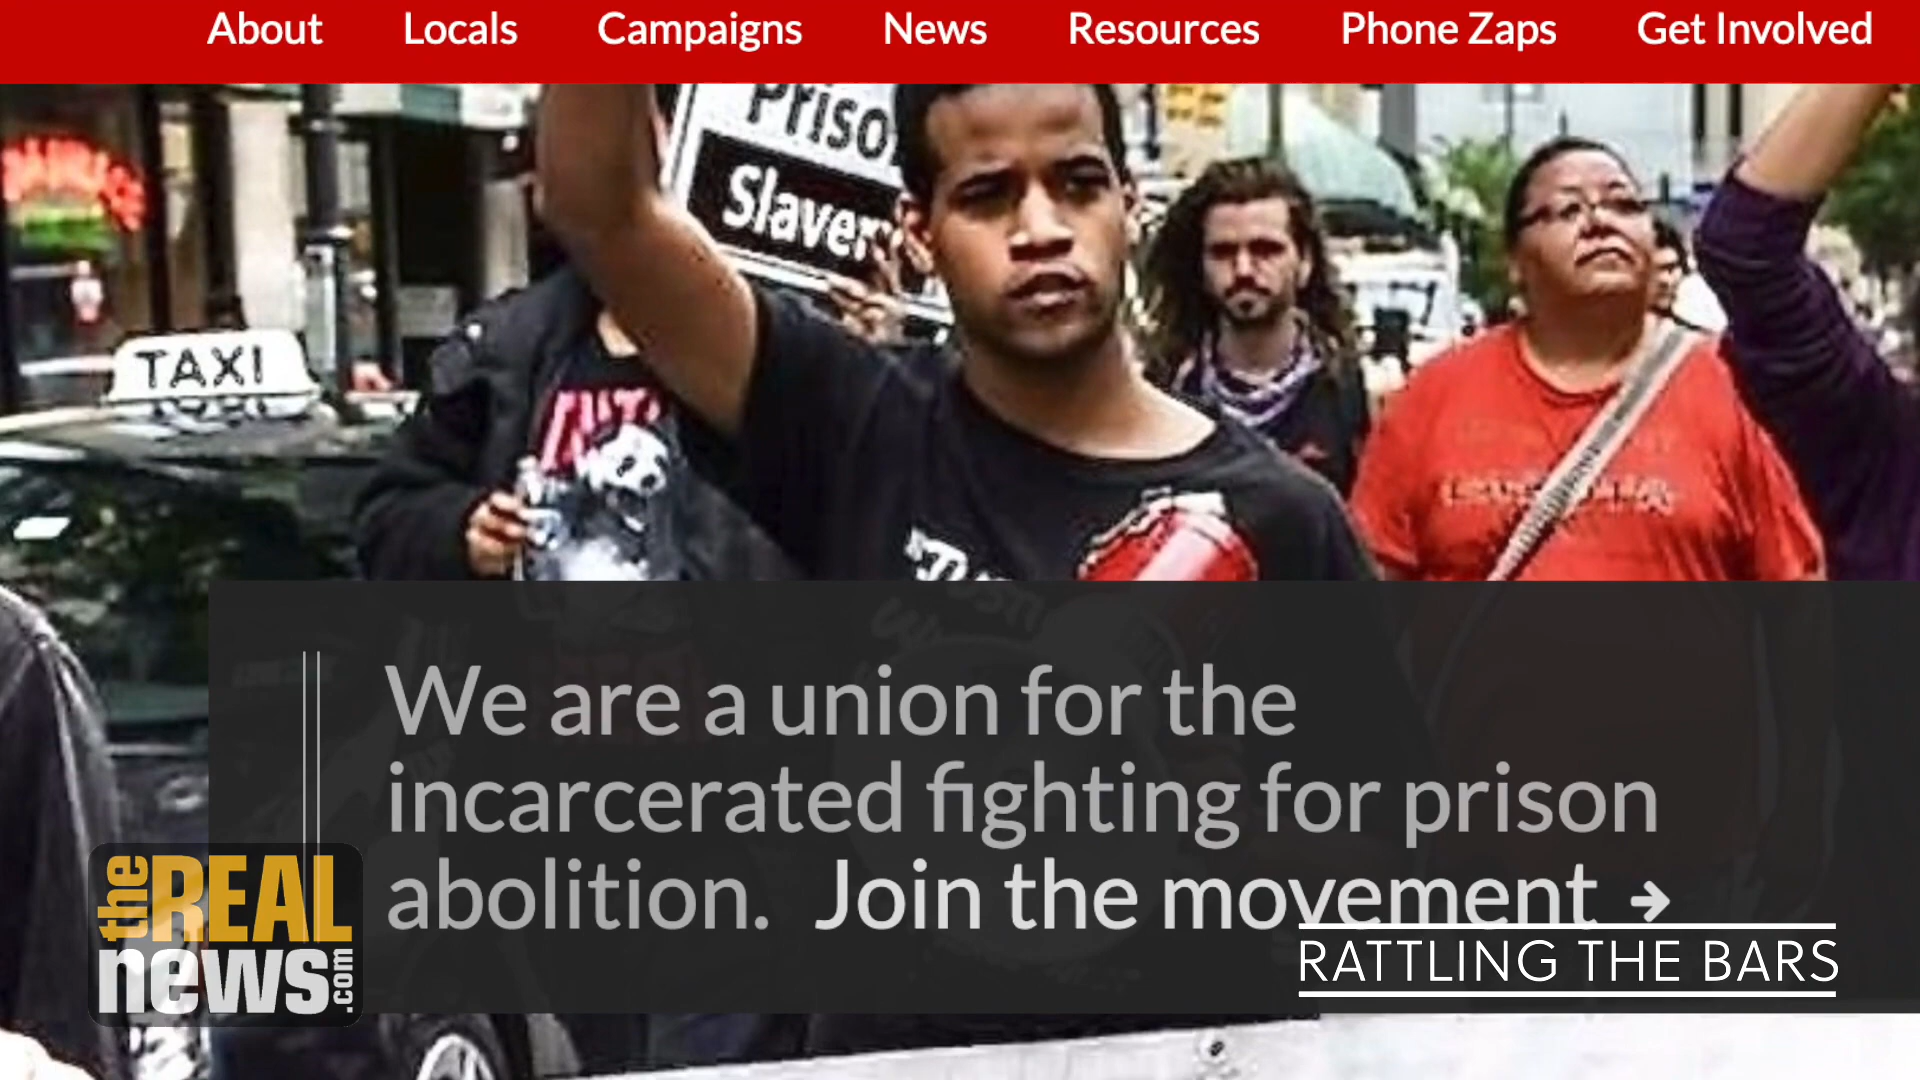 About Locals Campaigns News Resources Phone Zaps Get Involved
Priso
Slavery
TAXI
We are a union for the
incarcerated fighting for prison
abolition. Join the movement →
the REAL
news.com
RATTLING THE BARS